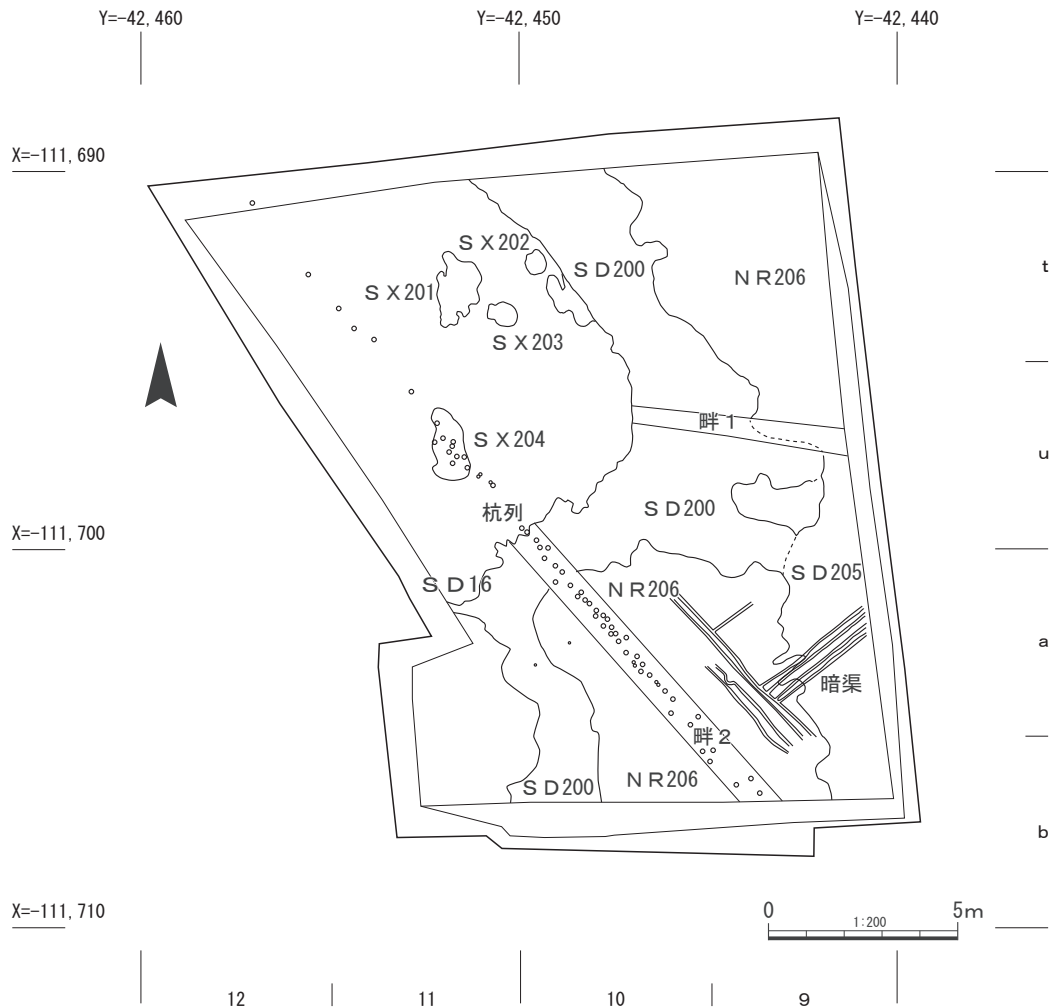 Y=-42,460
Y=-42,450
Y=-42,440
X=-111,690
ＳＸ202
ＳＤ200
ＮＲ206
t
ＳＸ201
ＳＸ203
畔１
ＳＸ204
u
杭列
ＳＤ200
X=-111,700
ＳＤ16
ＮＲ206
ＳＤ205
a
暗渠
畔２
ＳＤ200
ＮＲ206
b
X=-111,710
0
5ｍ
1:200
12
11
10
9